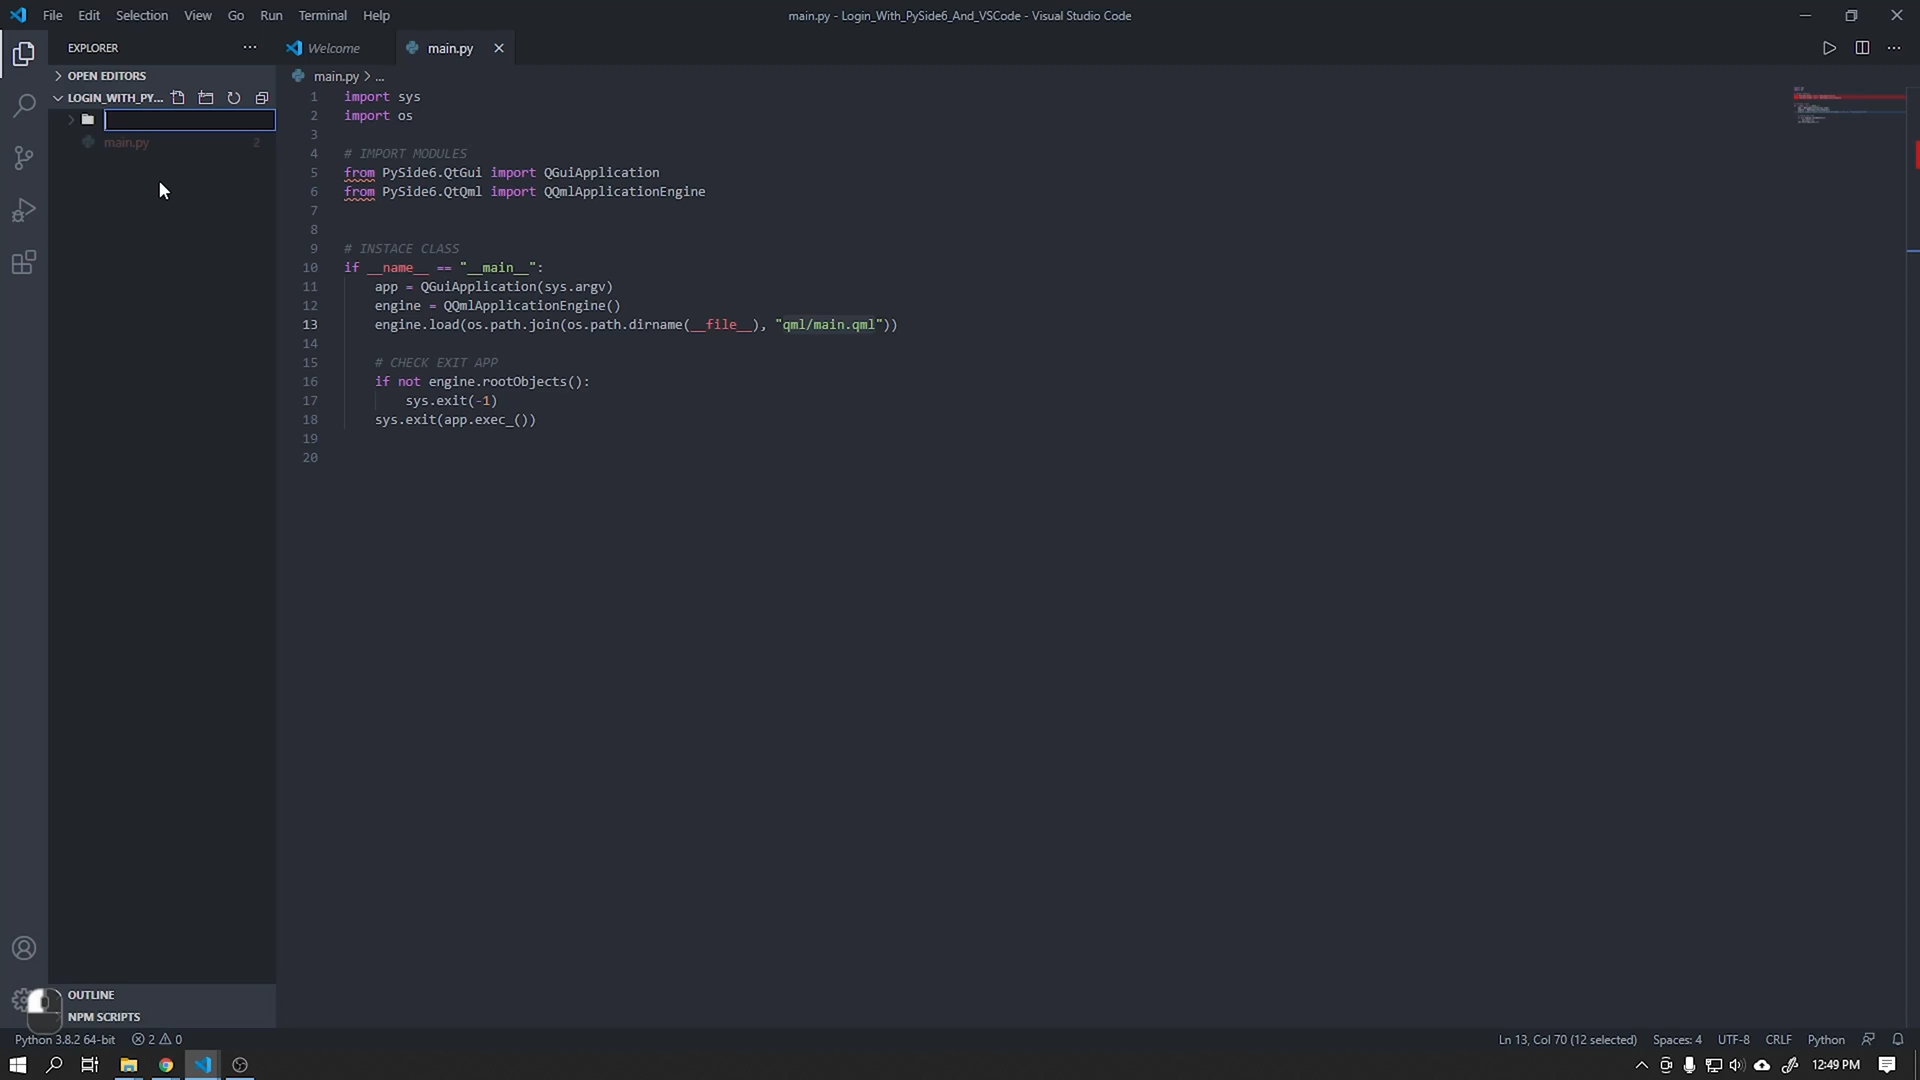 File Edit Selection View Go Run Terminal Help
main.py - Login_With_PySide6_And_VSCode - Visual Studio Code
EXPLORER
Welcome
main.py
OPEN EDITORS
LOGIN_WITH_PY...
main.py 2
main.py > ...
1 import sys
2 import os
3
4 # IMPORT MODULES
5 from PySide6.QtGui import QGuiApplication
6 from PySide6.QtQml import QQmlApplicationEngine
7
8
9 # INSTACE CLASS
10 if __name__ == "__main__":
11 app = QGuiApplication(sys.argv)
12 engine = QQmlApplicationEngine()
13 engine.load(os.path.join(os.path.dirname(__file__), "qml/main.qml"))
14
15 # CHECK EXIT APP
16 if not engine.rootObjects():
17 sys.exit(-1)
18 sys.exit(app.exec_())
19
20
OUTLINE
NPM SCRIPTS
Python 3.8.2 64-bit 2 0
Ln 13, Col 70 (12 selected) Spaces: 4 UTF-8 CRLF Python
12:49 PM